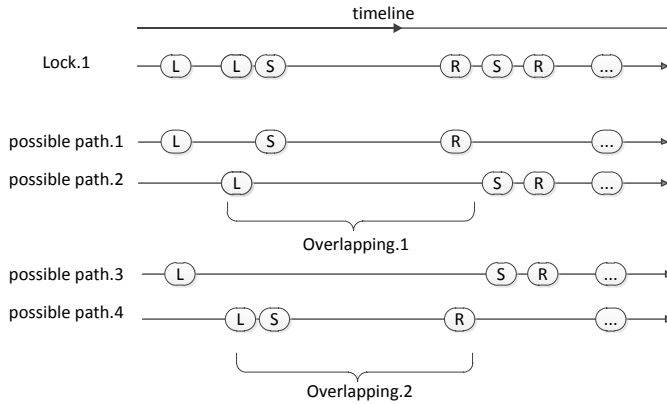 timeline
Lock.1 L L S R S R ...
possible path.1 L S R ...
possible path.2 L S R ...
Overlapping.1
possible path.3 L S R ...
possible path.4 L S R ...
Overlapping.2